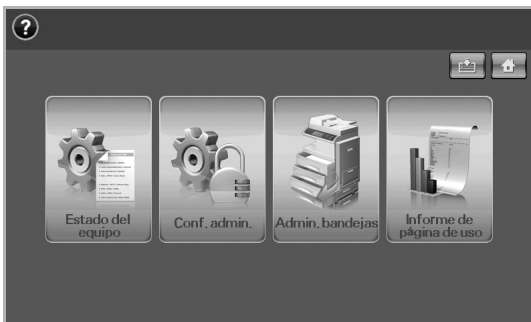 ?
Estado del
equipo
Conf. admin.
Admin. bandejas
Informe de
página de uso